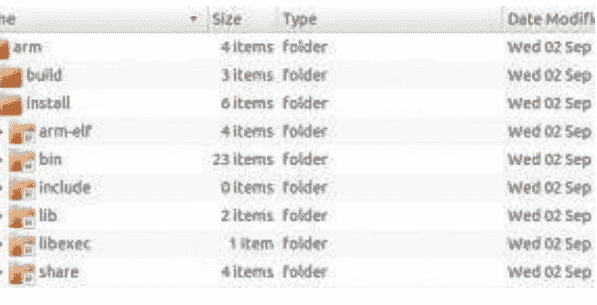 me Size Type Date Modifi
arm 4 items folder Wed 02 Sep
build 3 items folder Wed 02 Sep
install 6 items folder Wed 02 Sep
arm-elf 4 items folder Wed 02 Sep
bin 23 items folder Wed 02 Sep
include 0 items folder Wed 02 Sep
lib 2 items folder Wed 02 Sep
libexec 1 item folder Wed 02 Sep
share 4 items folder Wed 02 Sep